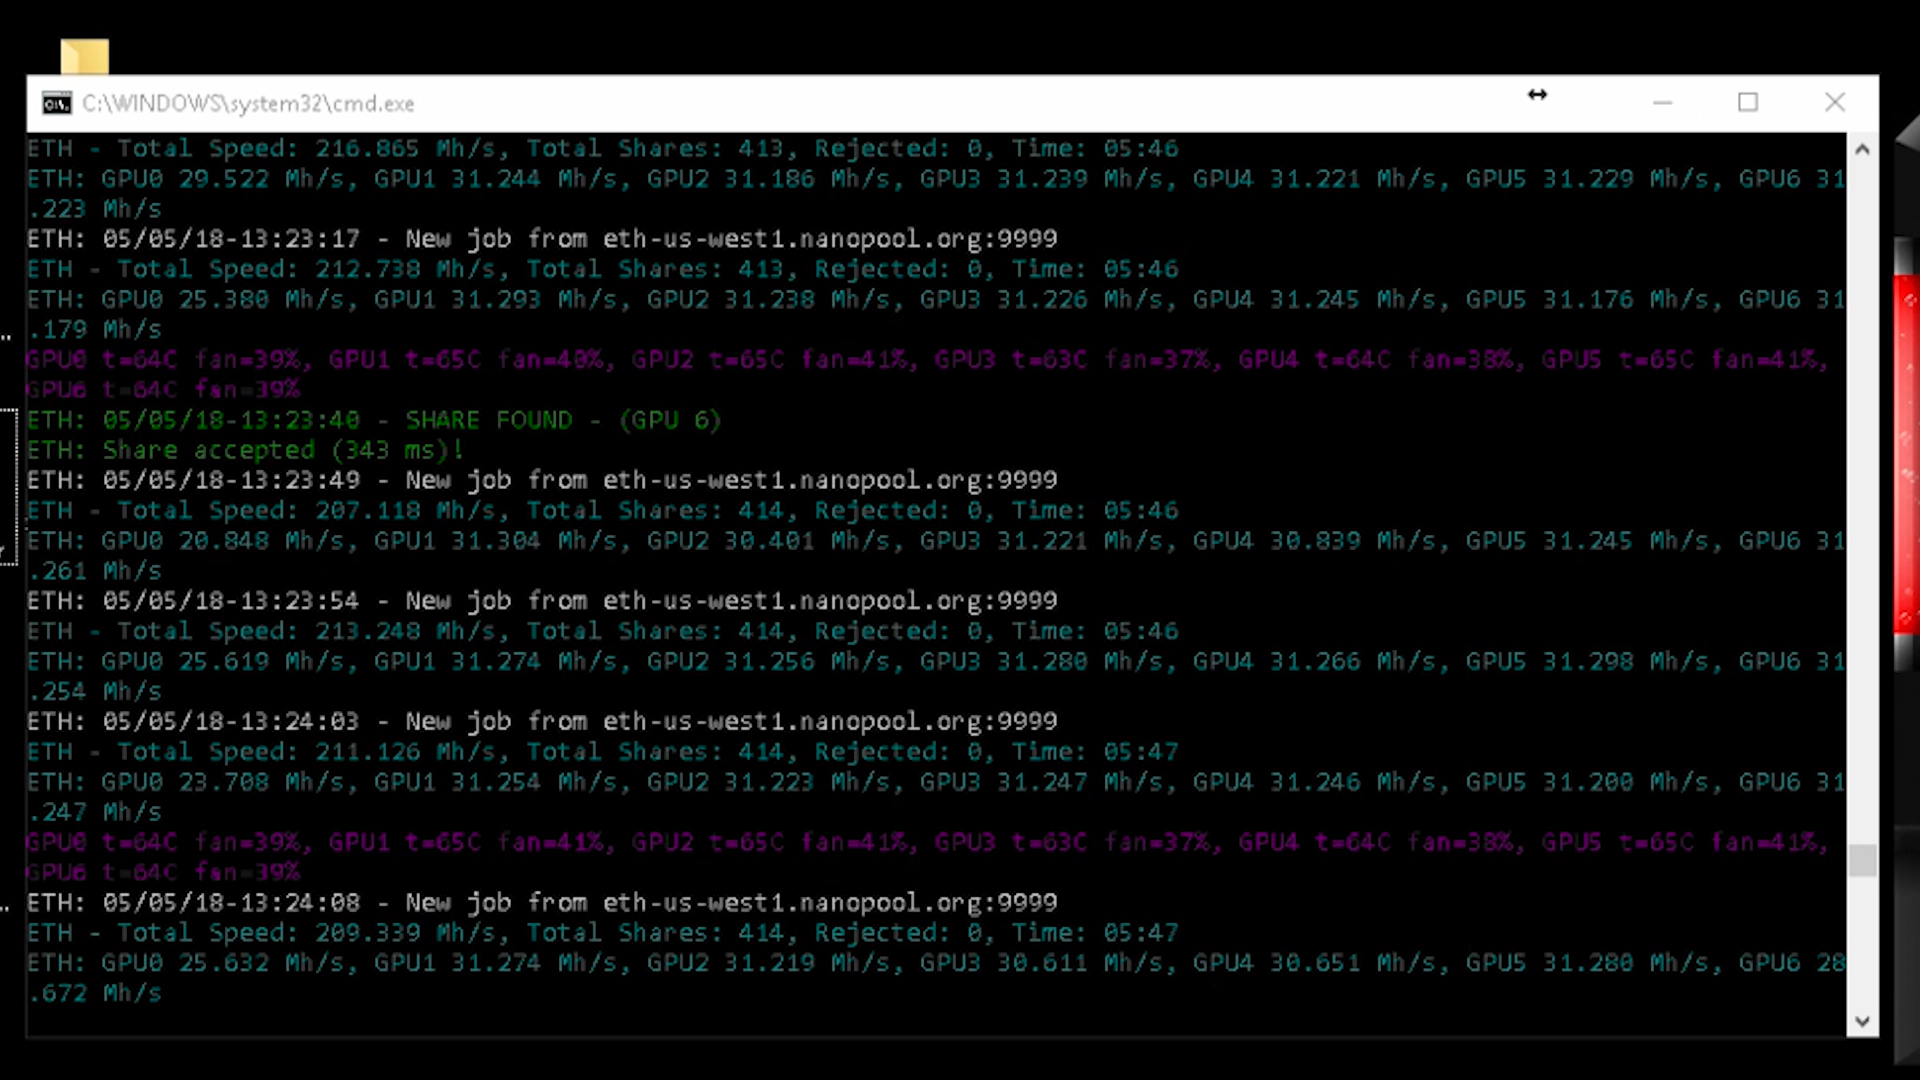 C:\WINDOWS\system32\cmd.exe
ETH - Total Speed: 216.865 Mh/s, Total Shares: 413, Rejected: 0, Time: 05:46
ETH: GPU0 29.522 Mh/s, GPU1 31.244 Mh/s, GPU2 31.186 Mh/s, GPU3 31.239 Mh/s, GPU4 31.221 Mh/s, GPU5 31.229 Mh/s, GPU6 31
.223 Mh/s
ETH: 05/05/18-13:23:17 - New job from eth-us-west1.nanopool.org:9999
ETH - Total Speed: 212.738 Mh/s, Total Shares: 413, Rejected: 0, Time: 05:46
ETH: GPU0 25.380 Mh/s, GPU1 31.293 Mh/s, GPU2 31.238 Mh/s, GPU3 31.226 Mh/s, GPU4 31.245 Mh/s, GPU5 31.176 Mh/s, GPU6 31
.179 Mh/s
GPU0 t=64C fan=39%, GPU1 t=65C fan=40%, GPU2 t=65C fan=41%, GPU3 t=63C fan=37%, GPU4 t=64C fan=38%, GPU5 t=65C fan=41%,
GPU6 t=64C fan=39%
ETH: 05/05/18-13:23:40 - SHARE FOUND - (GPU 6)
ETH: Share accepted (343 ms)!
ETH: 05/05/18-13:23:49 - New job from eth-us-west1.nanopool.org:9999
ETH - Total Speed: 207.118 Mh/s, Total Shares: 414, Rejected: 0, Time: 05:46
ETH: GPU0 20.848 Mh/s, GPU1 31.304 Mh/s, GPU2 30.401 Mh/s, GPU3 31.221 Mh/s, GPU4 30.839 Mh/s, GPU5 31.245 Mh/s, GPU6 31
.261 Mh/s
ETH: 05/05/18-13:23:54 - New job from eth-us-west1.nanopool.org:9999
ETH - Total Speed: 213.248 Mh/s, Total Shares: 414, Rejected: 0, Time: 05:46
ETH: GPU0 25.619 Mh/s, GPU1 31.274 Mh/s, GPU2 31.256 Mh/s, GPU3 31.280 Mh/s, GPU4 31.266 Mh/s, GPU5 31.298 Mh/s, GPU6 31
.254 Mh/s
ETH: 05/05/18-13:24:03 - New job from eth-us-west1.nanopool.org:9999
ETH - Total Speed: 211.126 Mh/s, Total Shares: 414, Rejected: 0, Time: 05:47
ETH: GPU0 23.708 Mh/s, GPU1 31.254 Mh/s, GPU2 31.223 Mh/s, GPU3 31.247 Mh/s, GPU4 31.246 Mh/s, GPU5 31.200 Mh/s, GPU6 31
.247 Mh/s
GPU0 t=64C fan=39%, GPU1 t=65C fan=41%, GPU2 t=65C fan=41%, GPU3 t=63C fan=37%, GPU4 t=64C fan=38%, GPU5 t=65C fan=41%,
GPU6 t=64C fan=39%
ETH: 05/05/18-13:24:08 - New job from eth-us-west1.nanopool.org:9999
ETH - Total Speed: 209.339 Mh/s, Total Shares: 414, Rejected: 0, Time: 05:47
ETH: GPU0 25.632 Mh/s, GPU1 31.274 Mh/s, GPU2 31.219 Mh/s, GPU3 30.611 Mh/s, GPU4 30.651 Mh/s, GPU5 31.280 Mh/s, GPU6 28
.672 Mh/s